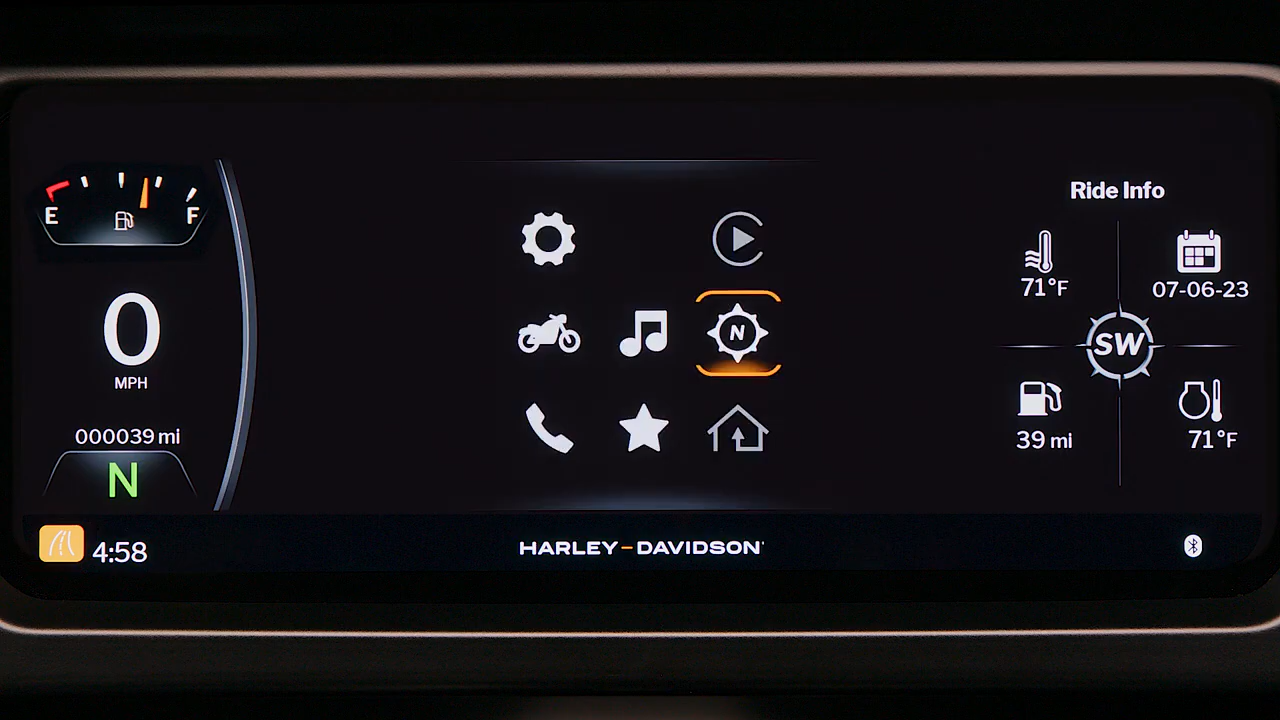 E F
0
MPH
000039 mi
N
4:58
N
HARLEY-DAVIDSON
Ride Info
71°F
07-06-23
SW
39 mi
71°F